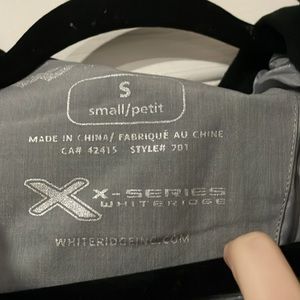 S
small/petit
MADE IN CHINA/ FABRIQUÉ AU CHINE
CA# 42415 STYLE# 701
X X-SERIES
WHITERIDGE
WHITERIDGEINC.COM